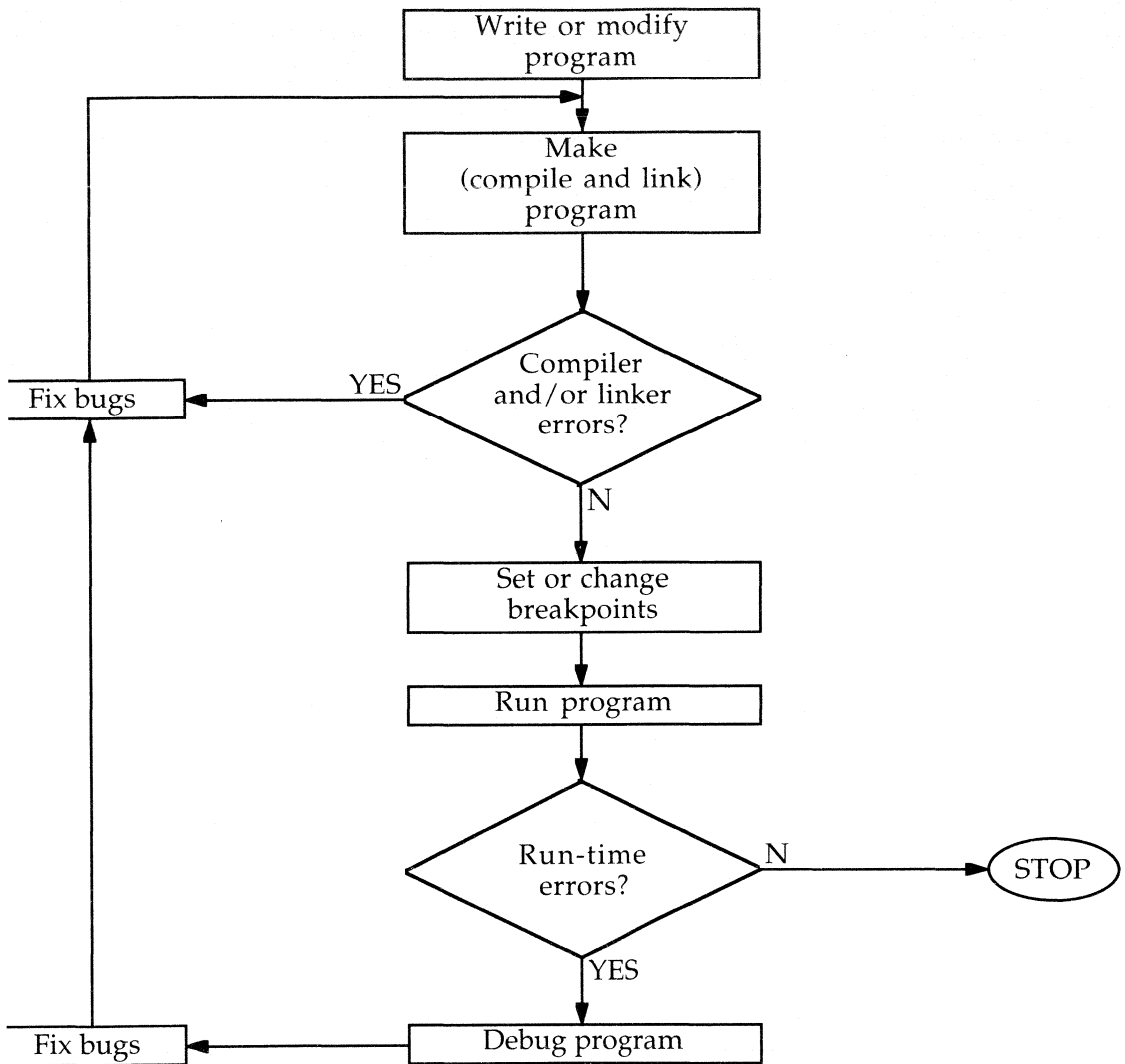 Write or modify
program
Make
(compile and link)
program
Compiler
and/or linker
errors?
YES
Fix bugs
N
Set or change
breakpoints
Run program
Run-time
errors?
N
STOP
YES
Debug program
Fix bugs